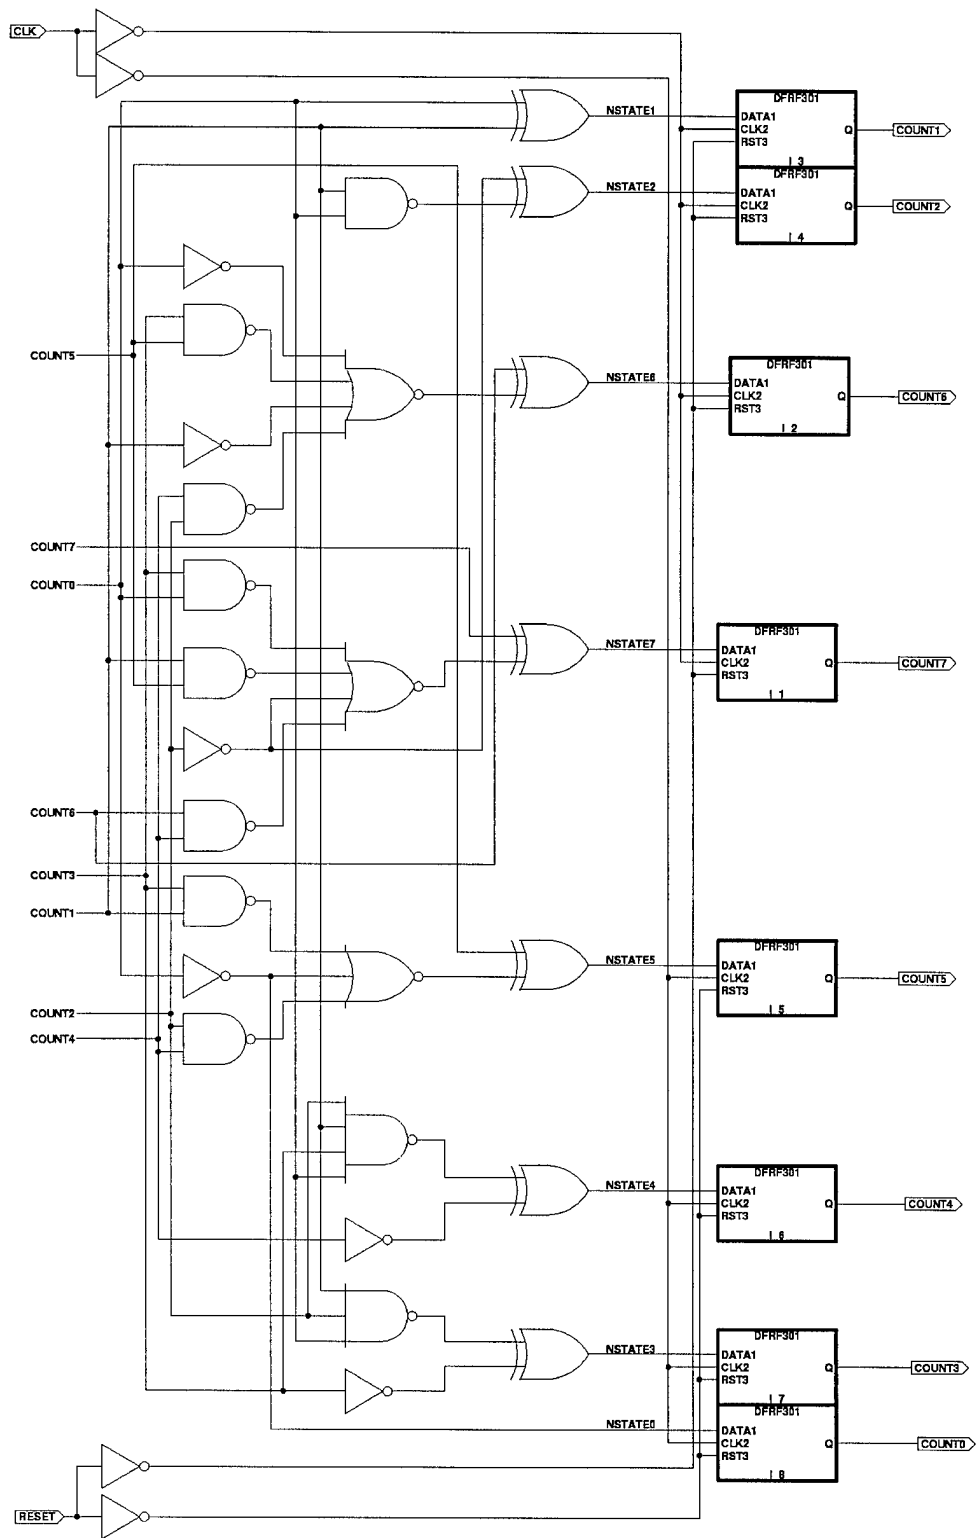 CLK
DFRF301
NSTATE1
DATA1
CLK2
Q
COUNT1
RST3
I 3
DFRF301
NSTATE2
DATA1
CLK2
Q
COUNT2
RST3
I 4
COUNT5
DFRF301
NSTATE6
DATA1
CLK2
Q
COUNT6
RST3
I 2
COUNT7
COUNT0
DFRF301
NSTATE7
DATA1
CLK2
Q
COUNT7
RST3
I 1
COUNT6
COUNT3
COUNT1
DFRF301
NSTATE5
DATA1
CLK2
Q
COUNT5
RST3
I 5
COUNT2
COUNT4
DFRF301
NSTATE4
DATA1
CLK2
Q
COUNT4
RST3
I 6
DFRF301
NSTATE3
DATA1
CLK2
Q
COUNT3
RST3
I 7
DFRF301
NSTATE0
DATA1
CLK2
Q
COUNT0
RST3
I 8
RESET